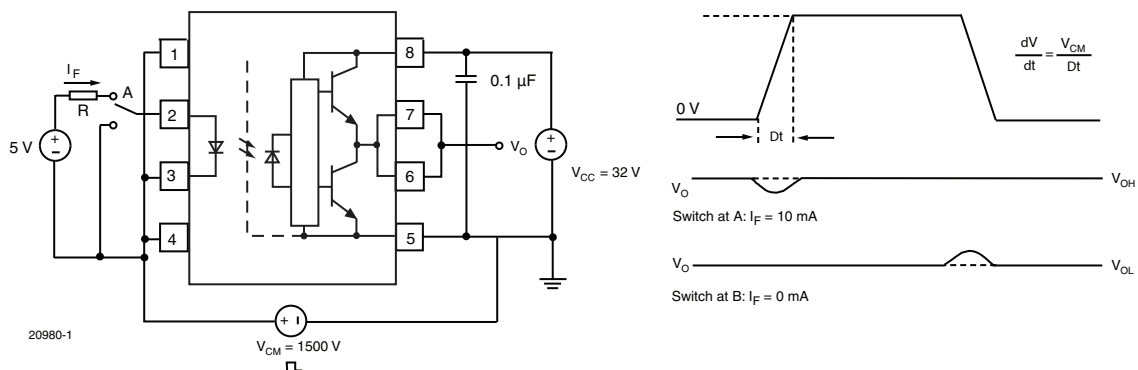 1
2
3
4
8
7
6
5
I_F
R
A
5 V
+
-
0.1 µF
V_O
+
-
V_CC = 32 V
+ -
V_CM = 1500 V
20980-1
dV/dt = V_CM/Dt
0 V
Dt
V_O
V_OH
Switch at A: I_F = 10 mA
V_O
V_OL
Switch at B: I_F = 0 mA